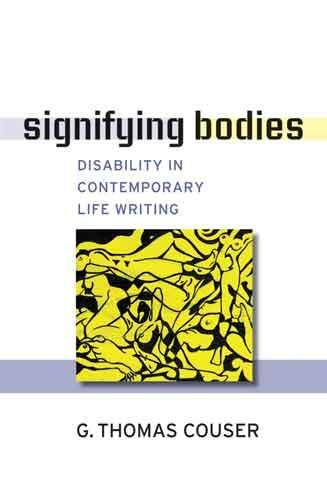 signifying bodies
DISABILITY IN
CONTEMPORARY
LIFE WRITING
G. THOMAS COUSER